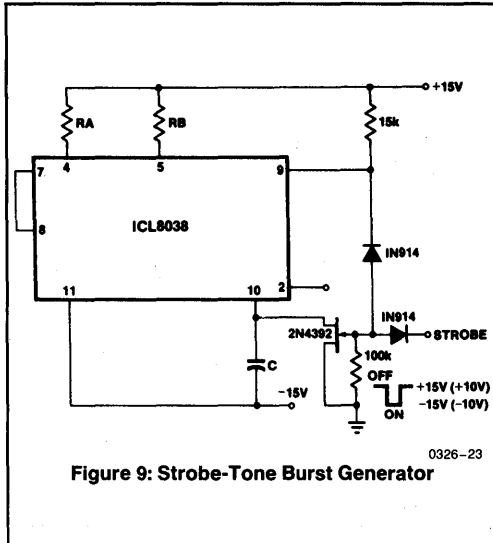 +15V
RA
RB
15k
4
5
7
9
ICL8038
8
IN914
2
11
10
IN914
2N4392
STROBE
100k
C
OFF
+15V (+10V)
−15V
−15V (−10V)
ON
0326–23
Figure 9: Strobe-Tone Burst Generator